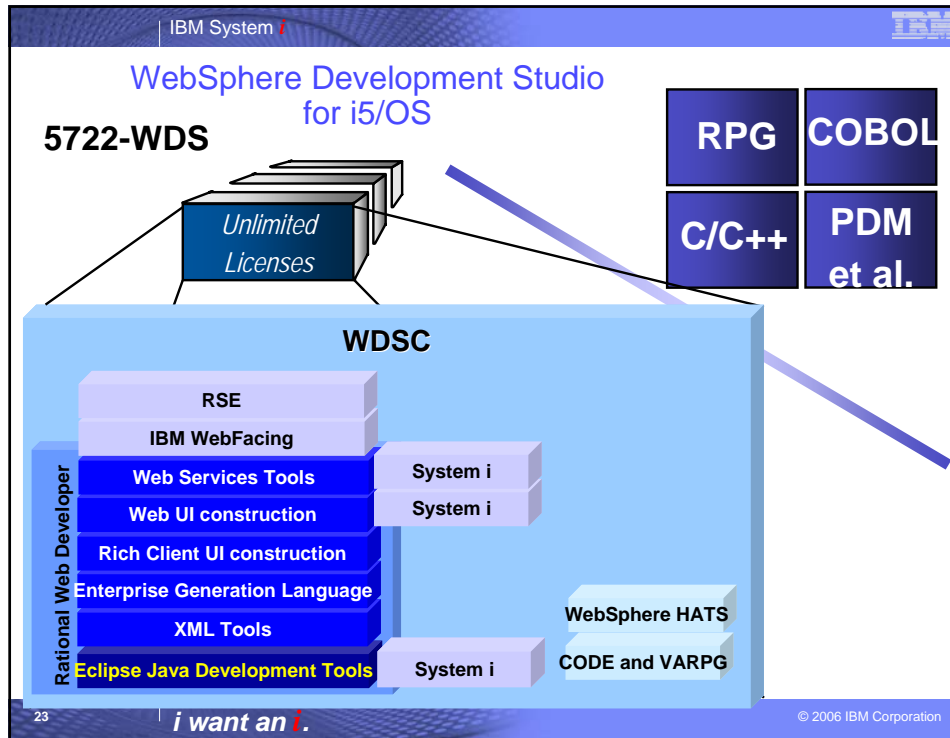 IBM System i
IBM
WebSphere Development Studio
for i5/OS
5722-WDS
RPG
COBOL
C/C++
PDM
et al.
Unlimited
Licenses
WDSC
RSE
IBM WebFacing
Rational Web Developer
Web Services Tools
System i
Web UI construction
System i
Rich Client UI construction
Enterprise Generation Language
XML Tools
Eclipse Java Development Tools
System i
WebSphere HATS
CODE and VARPG
23
i want an i.
© 2006 IBM Corporation